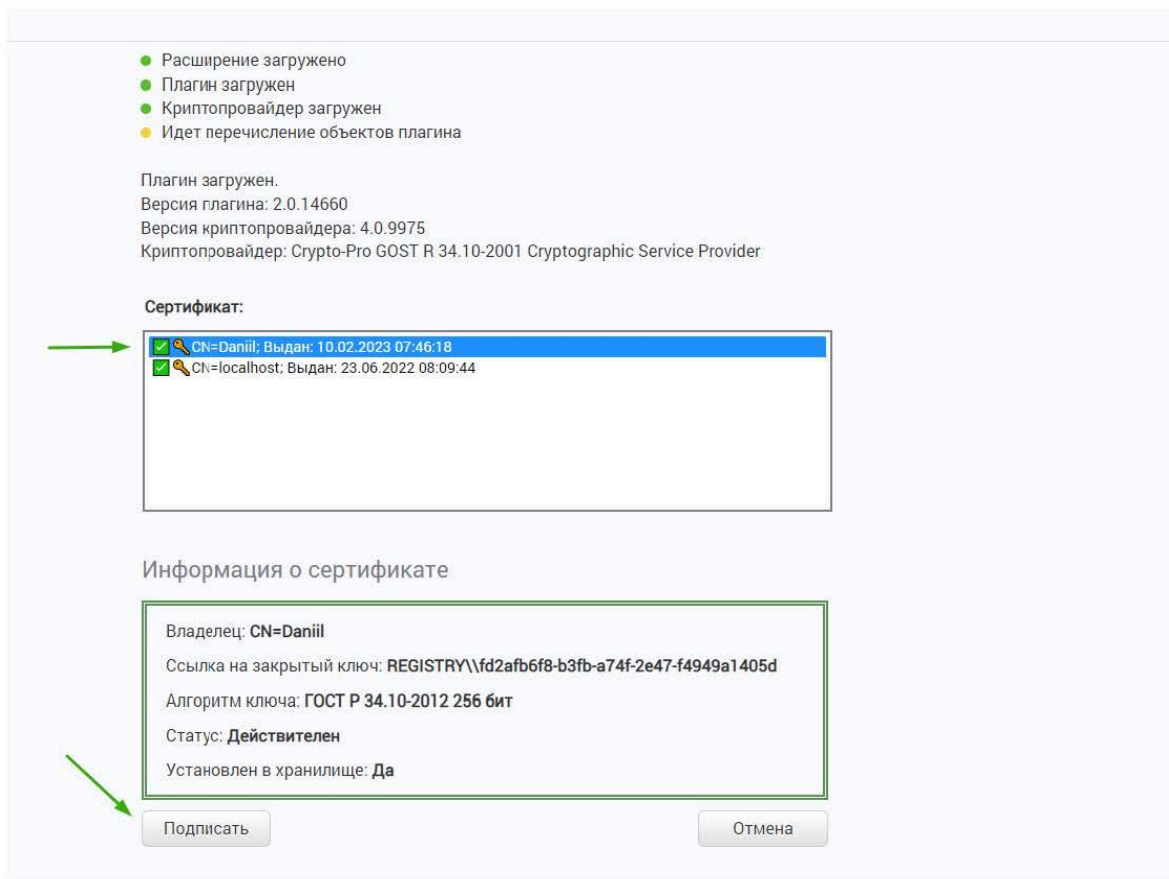 Расширение загружено
Плагин загружен
Криптопровайдер загружен
Идет перечисление объектов плагина
Плагин загружен.
Версия плагина: 2.0.14660
Версия криптопровайдера: 4.0.9975
Криптопровайдер: Crypto-Pro GOST R 34.10-2001 Cryptographic Service Provider
Сертификат:
CN=Daniil; Выдан: 10.02.2023 07:46:18
CN=localhost; Выдан: 23.06.2022 08:09:44
Информация о сертификате
Владелец: CN=Daniil
Ссылка на закрытый ключ: REGISTRY\\fd2afb6f8-b3fb-a74f-2e47-f4949a1405d
Алгоритм ключа: ГОСТ Р 34.10-2012 256 бит
Статус: Действителен
Установлен в хранилище: Да
Подписать Отмена